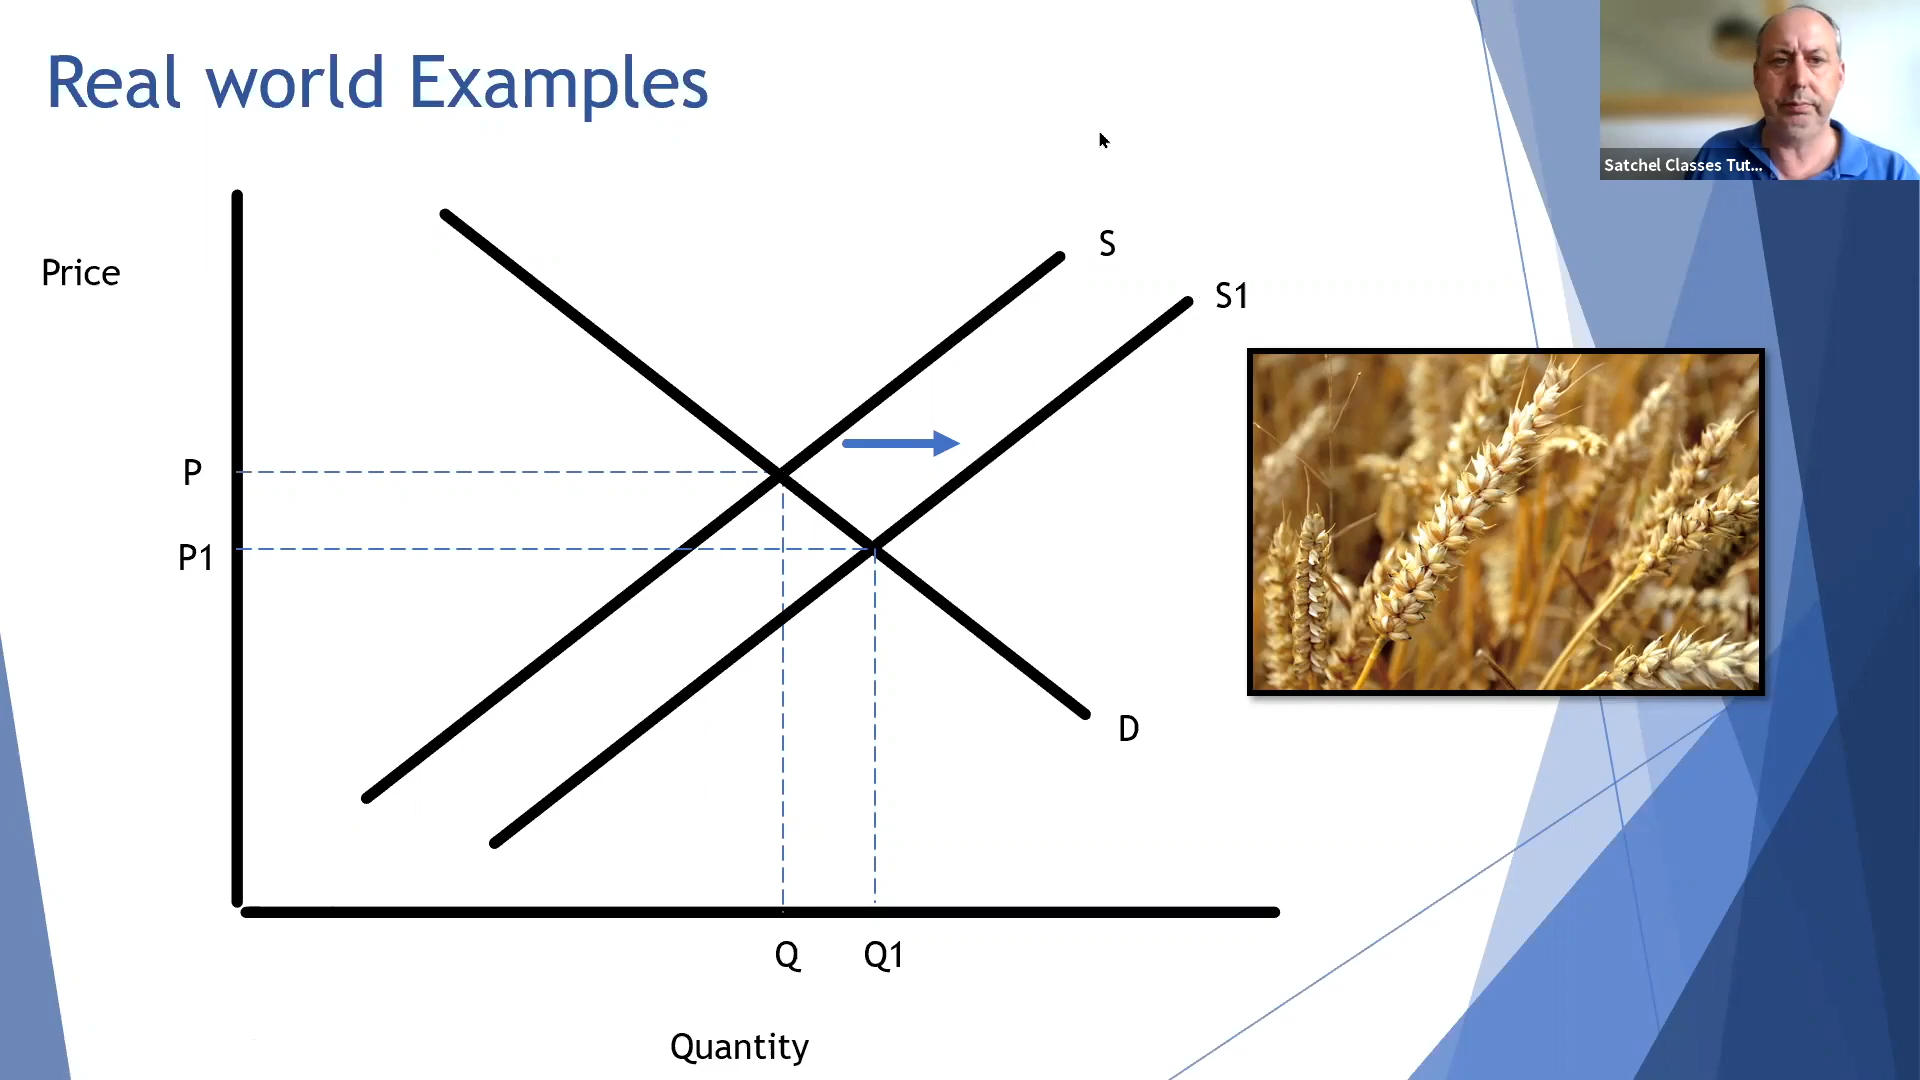 Real world Examples
Satchel Classes Tut...
Price
S
S1
P
P1
D
Q
Q1
Quantity